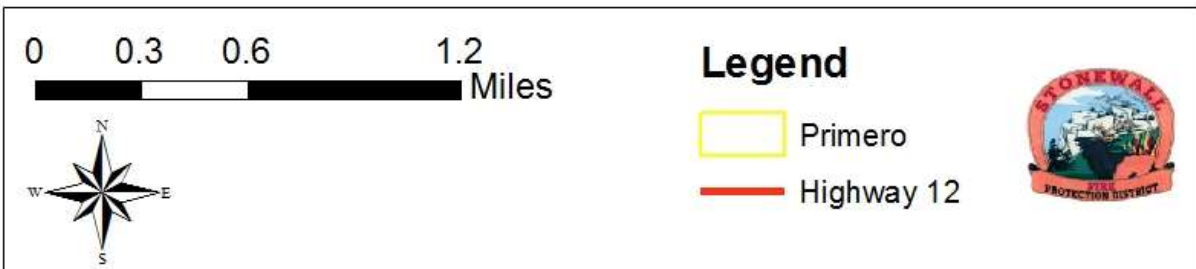 0 0.3 0.6 1.2
Miles
N
W E
S
Legend
Primero
Highway 12
STONEWALL
FIRE
PROTECTION DISTRICT